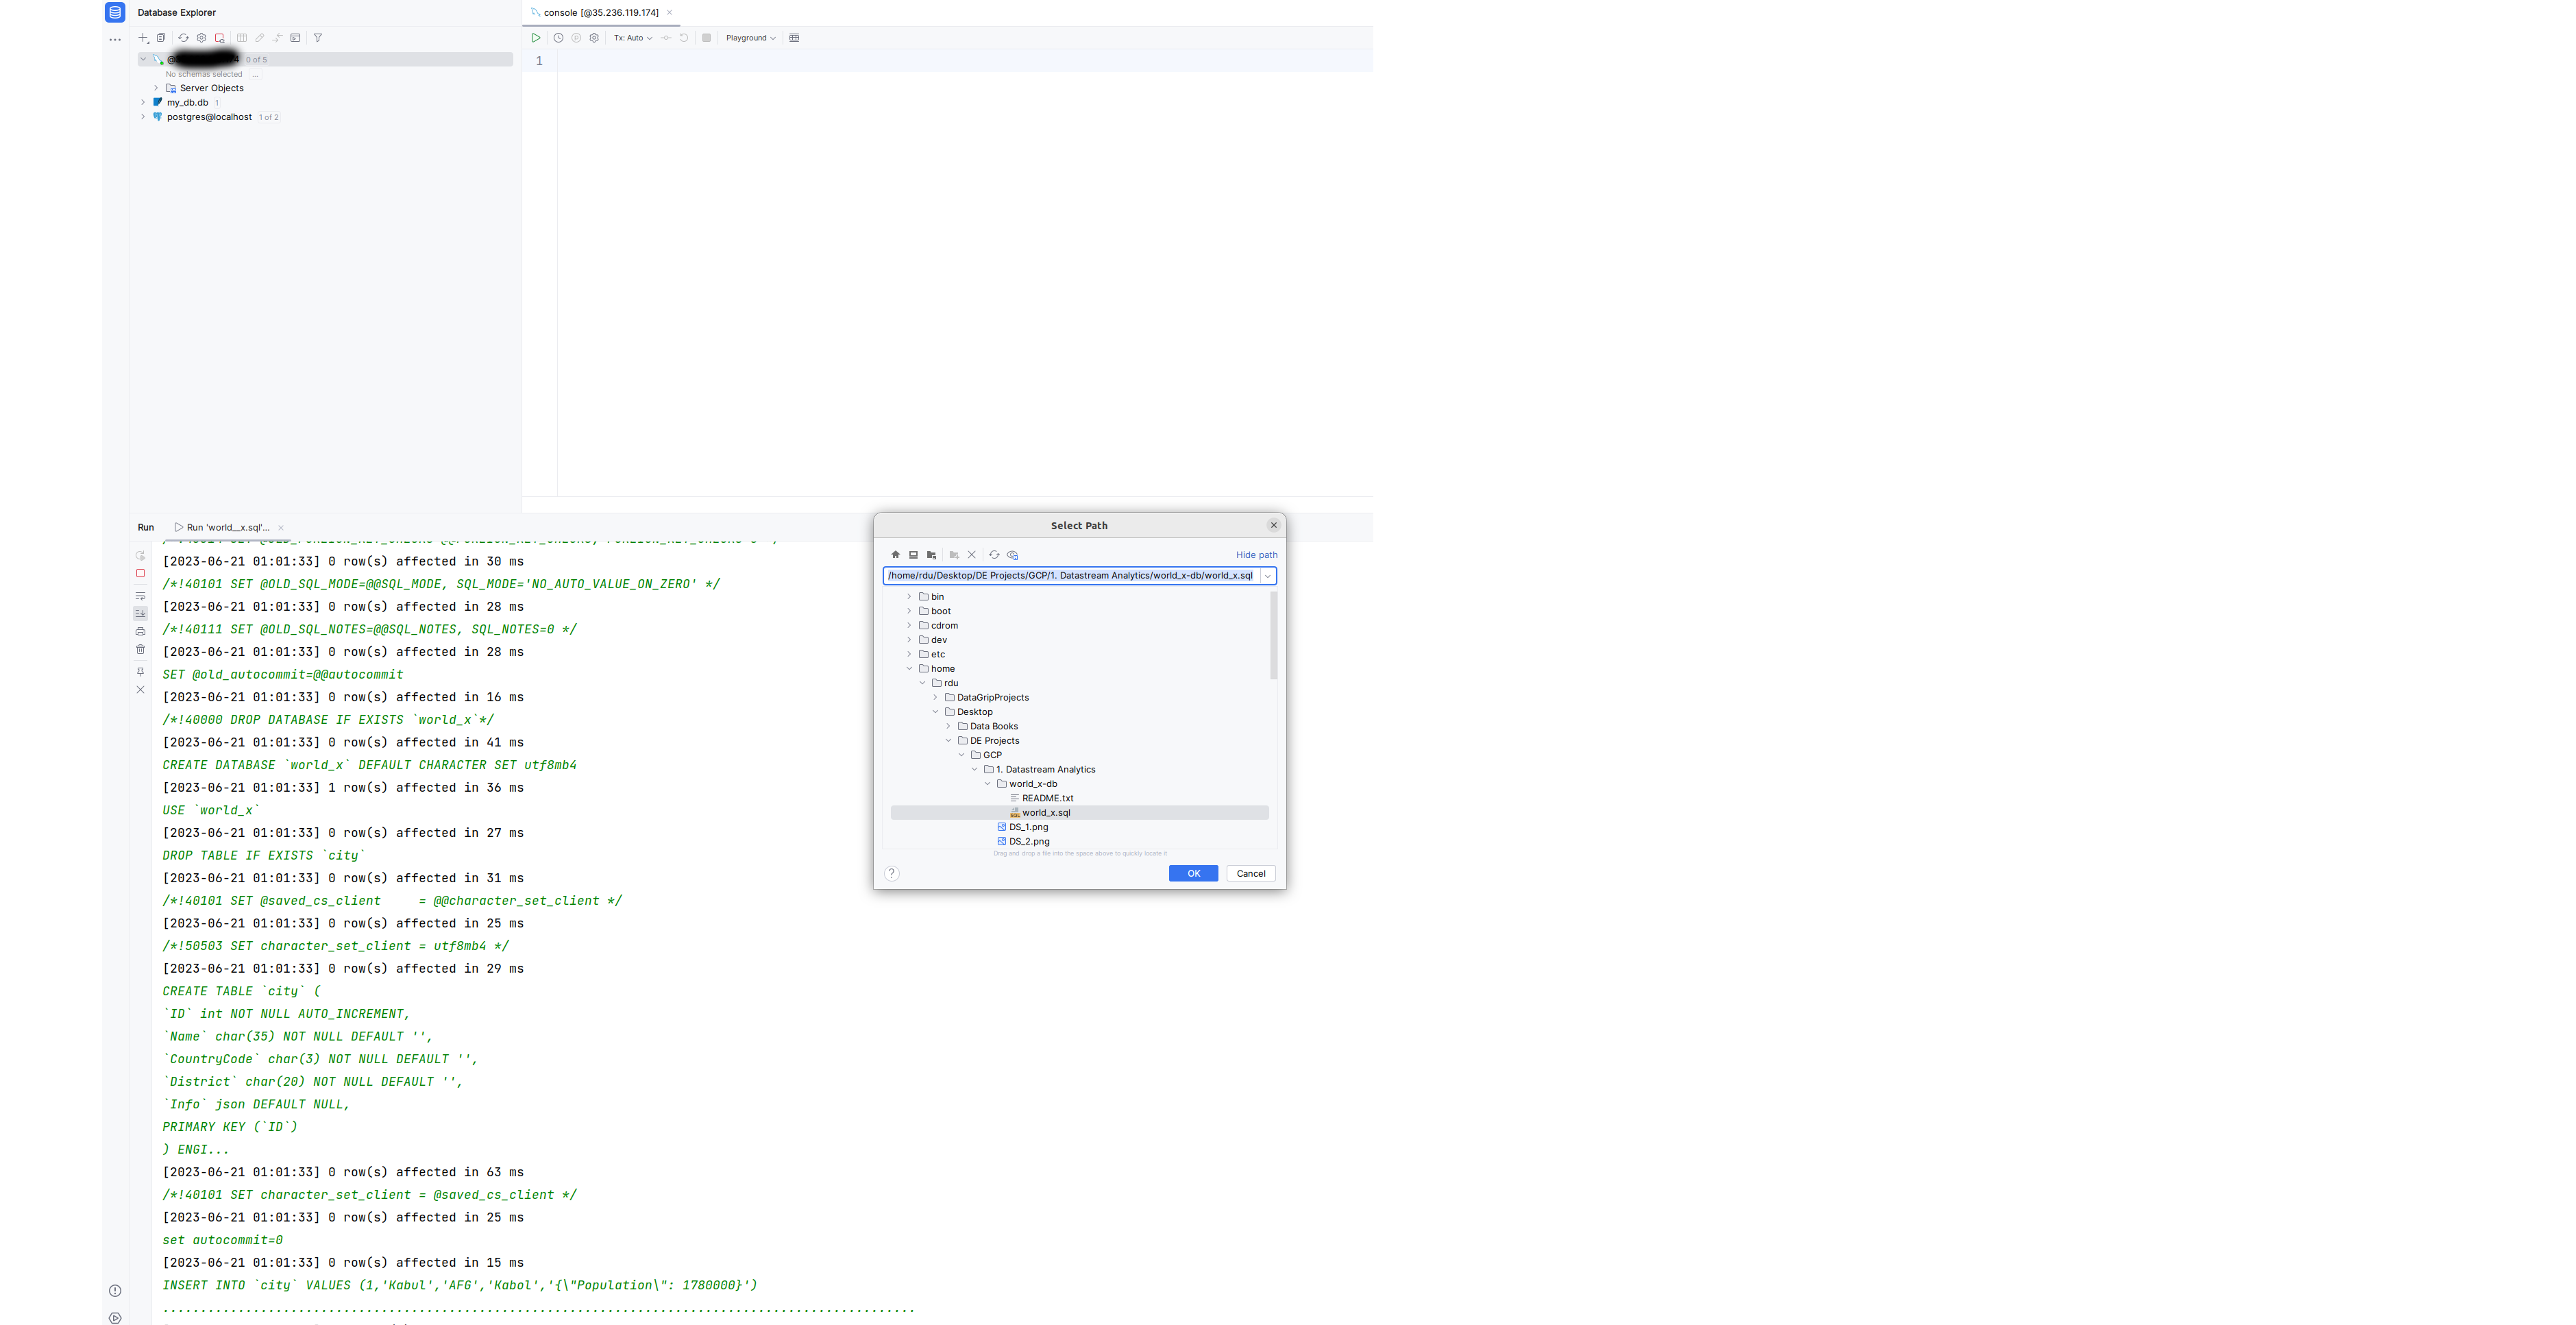 Database Explorer
console [@35.236.119.174]
Tx: Auto
Playground
@ 4 0 of 5
No schemas selected ...
Server Objects
my_db.db 1
postgres@localhost 1 of 2
1
Run
Run 'world__x.sql'...
[2023-06-21 01:01:33] 0 row(s) affected in 30 ms
/*!40101 SET @OLD_SQL_MODE=@@SQL_MODE, SQL_MODE='NO_AUTO_VALUE_ON_ZERO' */
[2023-06-21 01:01:33] 0 row(s) affected in 28 ms
/*!40111 SET @OLD_SQL_NOTES=@@SQL_NOTES, SQL_NOTES=0 */
[2023-06-21 01:01:33] 0 row(s) affected in 28 ms
SET @old_autocommit=@@autocommit
[2023-06-21 01:01:33] 0 row(s) affected in 16 ms
/*!40000 DROP DATABASE IF EXISTS `world_x`*/
[2023-06-21 01:01:33] 0 row(s) affected in 41 ms
CREATE DATABASE `world_x` DEFAULT CHARACTER SET utf8mb4
[2023-06-21 01:01:33] 1 row(s) affected in 36 ms
USE `world_x`
[2023-06-21 01:01:33] 0 row(s) affected in 27 ms
DROP TABLE IF EXISTS `city`
[2023-06-21 01:01:33] 0 row(s) affected in 31 ms
/*!40101 SET @saved_cs_client     = @@character_set_client */
[2023-06-21 01:01:33] 0 row(s) affected in 25 ms
/*!50503 SET character_set_client = utf8mb4 */
[2023-06-21 01:01:33] 0 row(s) affected in 29 ms
CREATE TABLE `city` (
`ID` int NOT NULL AUTO_INCREMENT,
`Name` char(35) NOT NULL DEFAULT '',
`CountryCode` char(3) NOT NULL DEFAULT '',
`District` char(20) NOT NULL DEFAULT '',
`Info` json DEFAULT NULL,
PRIMARY KEY (`ID`)
) ENGI...
[2023-06-21 01:01:33] 0 row(s) affected in 63 ms
/*!40101 SET character_set_client = @saved_cs_client */
[2023-06-21 01:01:33] 0 row(s) affected in 25 ms
set autocommit=0
[2023-06-21 01:01:33] 0 row(s) affected in 15 ms
INSERT INTO `city` VALUES (1,'Kabul','AFG','Kabol','{\"Population\": 1780000}')
....................................................................................................
Select Path
Hide path
/home/rdu/Desktop/DE Projects/GCP/1. Datastream Analytics/world_x-db/world_x.sql
bin
boot
cdrom
dev
etc
home
rdu
DataGripProjects
Desktop
Data Books
DE Projects
GCP
1. Datastream Analytics
world_x-db
README.txt
world_x.sql
DS_1.png
DS_2.png
Drag and drop a file into the space above to quickly locate it
?
OK
Cancel